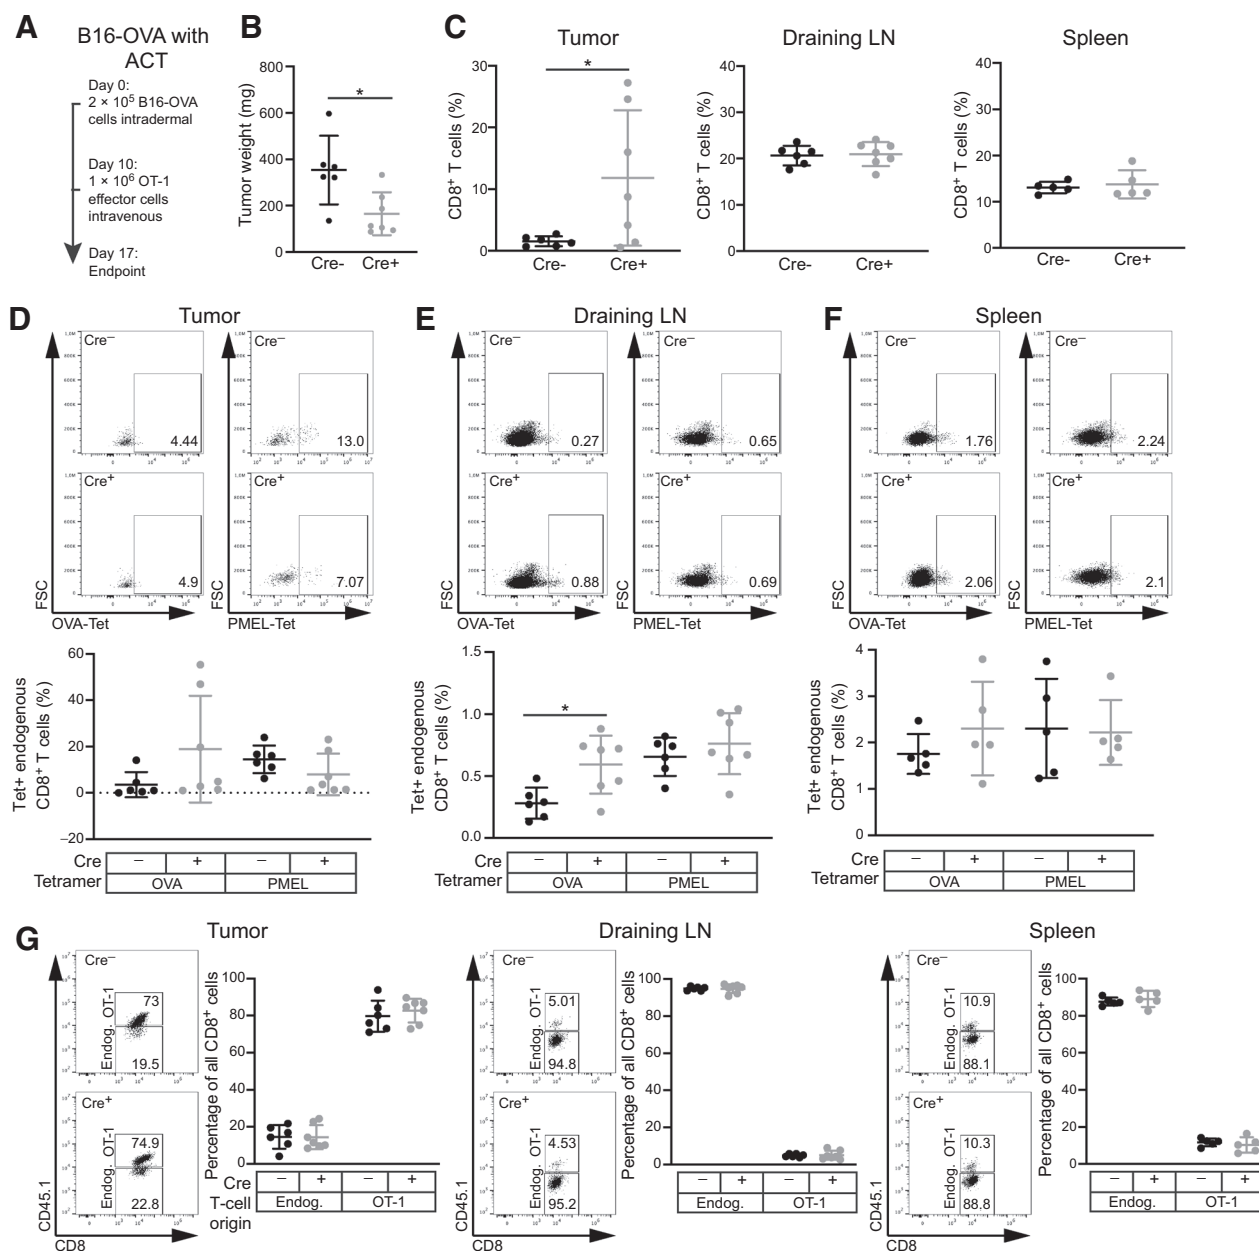 A
B16-OVA with
ACT
Day 0:
2 × 10⁵ B16-OVA
cells intradermal
Day 10:
1 × 10⁶ OT-1
effector cells
intravenous
Day 17:
Endpoint
B
Tumor weight (mg)
800
600
400
200
0
*
Cre- Cre+
C
Tumor
CD8⁺ T cells (%)
30
20
10
0
*
Cre- Cre+
Draining LN
CD8⁺ T cells (%)
40
30
20
10
0
Cre- Cre+
Spleen
CD8⁺ T cells (%)
40
30
20
10
0
Cre- Cre+
D
Tumor
Cre–
4.44
Cre–
13.0
Cre+
4.9
Cre+
7.07
FSC
OVA-Tet
FSC
PMEL-Tet
Tet+ endogenous
CD8⁺ T cells (%)
60
40
20
0
–20
Cre – + – +
Tetramer OVA PMEL
E
Draining LN
Cre–
0.27
Cre–
0.65
Cre+
0.88
Cre+
0.69
FSC
OVA-Tet
FSC
PMEL-Tet
Tet+ endogenous
CD8⁺ T cells (%)
1.5
1.0
0.5
0.0
*
Cre – + – +
Tetramer OVA PMEL
F
Spleen
Cre–
1.76
Cre–
2.24
Cre+
2.06
Cre+
2.1
FSC
OVA-Tet
FSC
PMEL-Tet
Tet+ endogenous
CD8⁺ T cells (%)
4
3
2
1
0
Cre – + – +
Tetramer OVA PMEL
G
Tumor
Cre–
Endog. OT-1
73
19.5
Cre+
Endog. OT-1
74.9
22.8
CD45.1
CD8
Percentage of all CD8⁺ cells
100
80
60
40
20
0
Cre – + – +
T-cell
origin
Endog. OT-1
Draining LN
Cre–
Endog. OT-1
5.01
94.8
Cre+
Endog. OT-1
4.53
95.2
CD45.1
CD8
Percentage of all CD8⁺ cells
100
80
60
40
20
0
– + – +
Endog. OT-1
Spleen
Cre–
Endog. OT-1
10.9
88.1
Cre+
Endog. OT-1
10.3
88.8
CD45.1
CD8
Percentage of all CD8⁺ cells
100
80
60
40
20
0
– + – +
Endog. OT-1